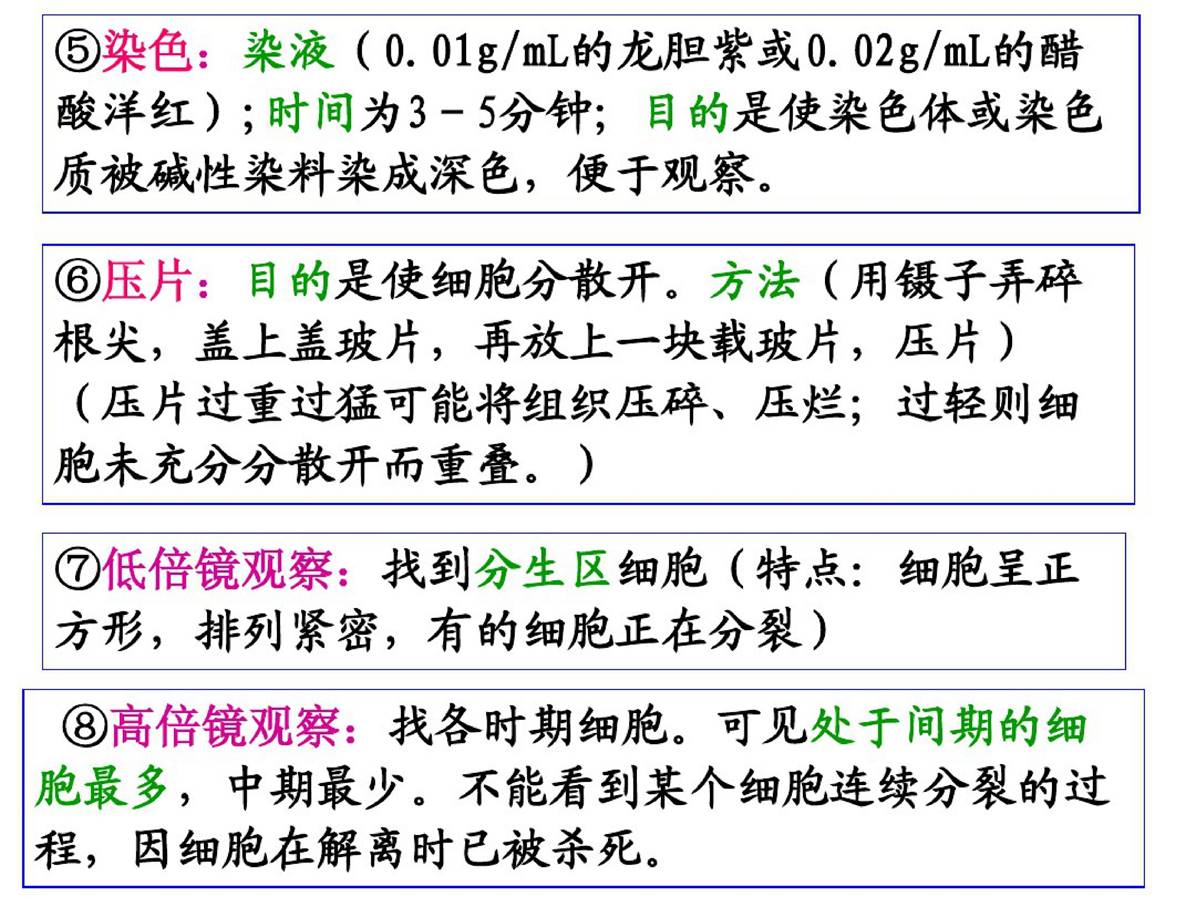 ⑤染色：染液（0.01g/mL的龙胆紫或0.02g/mL的醋
酸洋红）;时间为3－5分钟；目的是使染色体或染色
质被碱性染料染成深色，便于观察。
⑥压片：目的是使细胞分散开。方法（用镊子弄碎
根尖，盖上盖玻片，再放上一块载玻片，压片）
（压片过重过猛可能将组织压碎、压烂；过轻则细
胞未充分分散开而重叠。）
⑦低倍镜观察：找到分生区细胞（特点：细胞呈正
方形，排列紧密，有的细胞正在分裂）
⑧高倍镜观察：找各时期细胞。可见处于间期的细
胞最多，中期最少。不能看到某个细胞连续分裂的过
程，因细胞在解离时已被杀死。